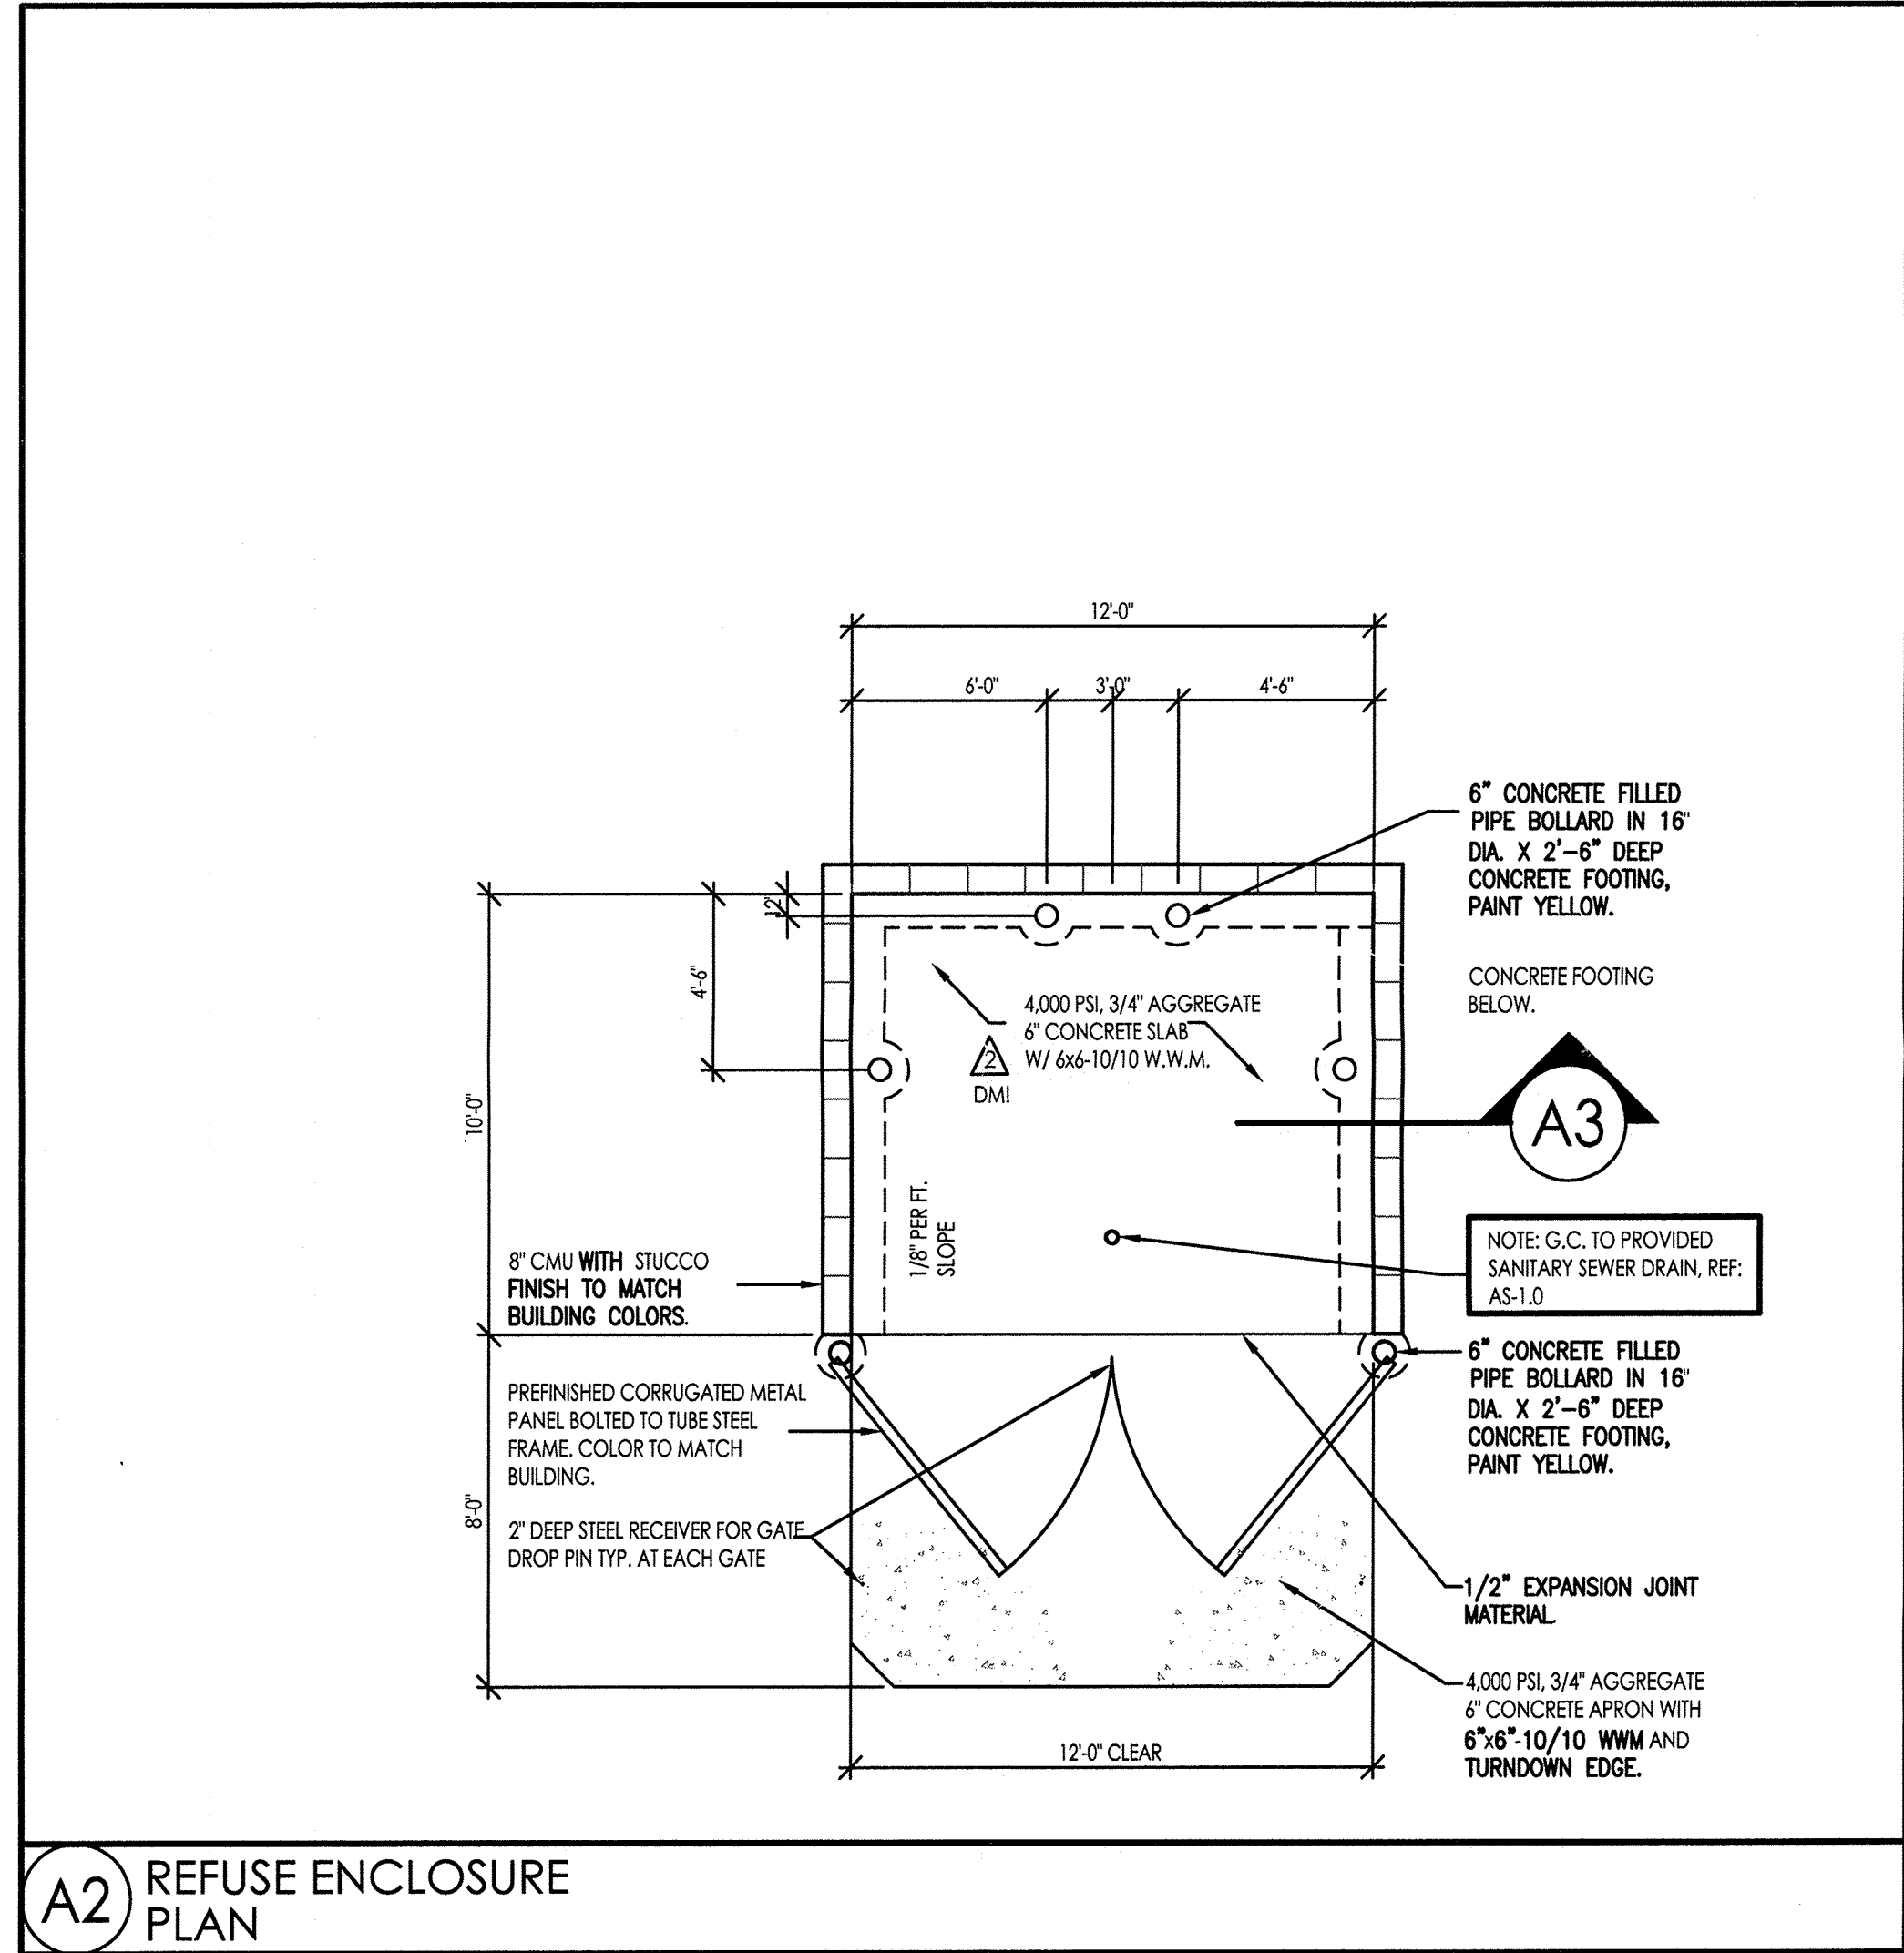 12'-0"
6'-0"
3'-0"
4'-6"
6" CONCRETE FILLED
PIPE BOLLARD IN 16"
DIA. X 2'-6" DEEP
CONCRETE FOOTING,
PAINT YELLOW.
12"
CONCRETE FOOTING
BELOW.
4'-6"
4,000 PSI, 3/4" AGGREGATE
6" CONCRETE SLAB
W/ 6x6-10/10 W.W.M.
2
DM!
10'-0"
A3
1/8" PER FT.
SLOPE
NOTE: G.C. TO PROVIDED
SANITARY SEWER DRAIN, REF:
AS-1.0
8" CMU WITH STUCCO
FINISH TO MATCH
BUILDING COLORS.
6" CONCRETE FILLED
PIPE BOLLARD IN 16"
DIA. X 2'-6" DEEP
CONCRETE FOOTING,
PAINT YELLOW.
PREFINISHED CORRUGATED METAL
PANEL BOLTED TO TUBE STEEL
FRAME. COLOR TO MATCH
BUILDING.
8'-0"
2" DEEP STEEL RECEIVER FOR GATE
DROP PIN TYP. AT EACH GATE
1/2" EXPANSION JOINT
MATERIAL
4,000 PSI, 3/4" AGGREGATE
6" CONCRETE APRON WITH
6"x6"-10/10 WWM AND
TURNDOWN EDGE.
12'-0" CLEAR
A2
REFUSE ENCLOSURE
PLAN